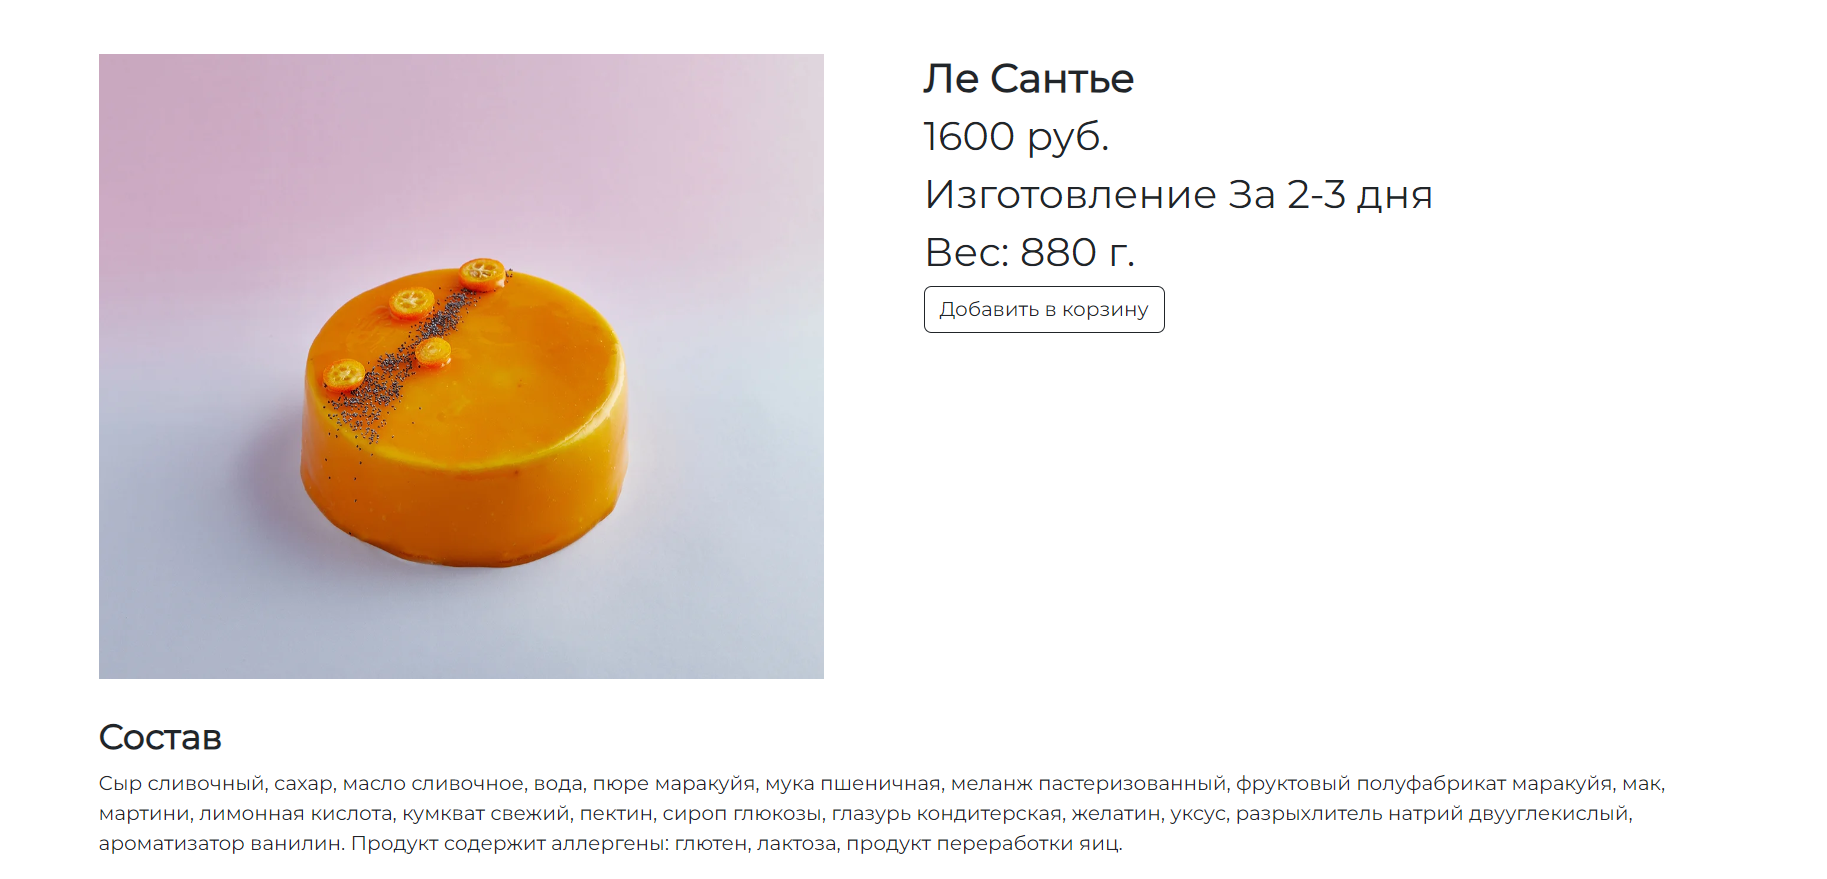 Ле Сантье
1600 руб.
Изготовление За 2-3 дня
Вес: 880 г.
Добавить в корзину
Состав
Сыр сливочный, сахар, масло сливочное, вода, пюре маракуйя, мука пшеничная, меланж пастеризованный, фруктовый полуфабрикат маракуйя, мак,
мартини, лимонная кислота, кумкват свежий, пектин, сироп глюкозы, глазурь кондитерская, желатин, уксус, разрыхлитель натрий двууглекислый,
ароматизатор ванилин. Продукт содержит аллергены: глютен, лактоза, продукт переработки яиц.